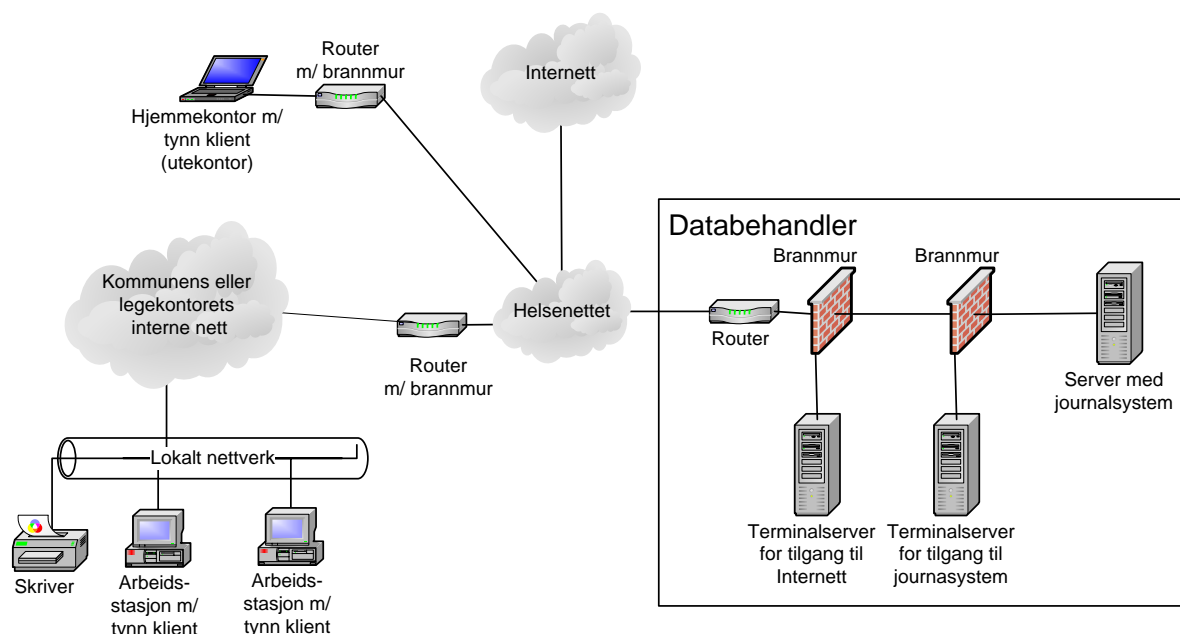 Router
m/ brannmur
Internett
Hjemmekontor m/
tynn klient
(utekontor)
Databehandler
Brannmur
Brannmur
Kommunens eller
legekontorets
interne nett
Helsenettet
Router
Router
m/ brannmur
Server med
journalsystem
Lokalt nettverk
Terminalserver
for tilgang til
Internett
Terminalserver
for tilgang til
journasystem
Skriver
Arbeids-
stasjon m/
tynn klient
Arbeids-
stasjon m/
tynn klient